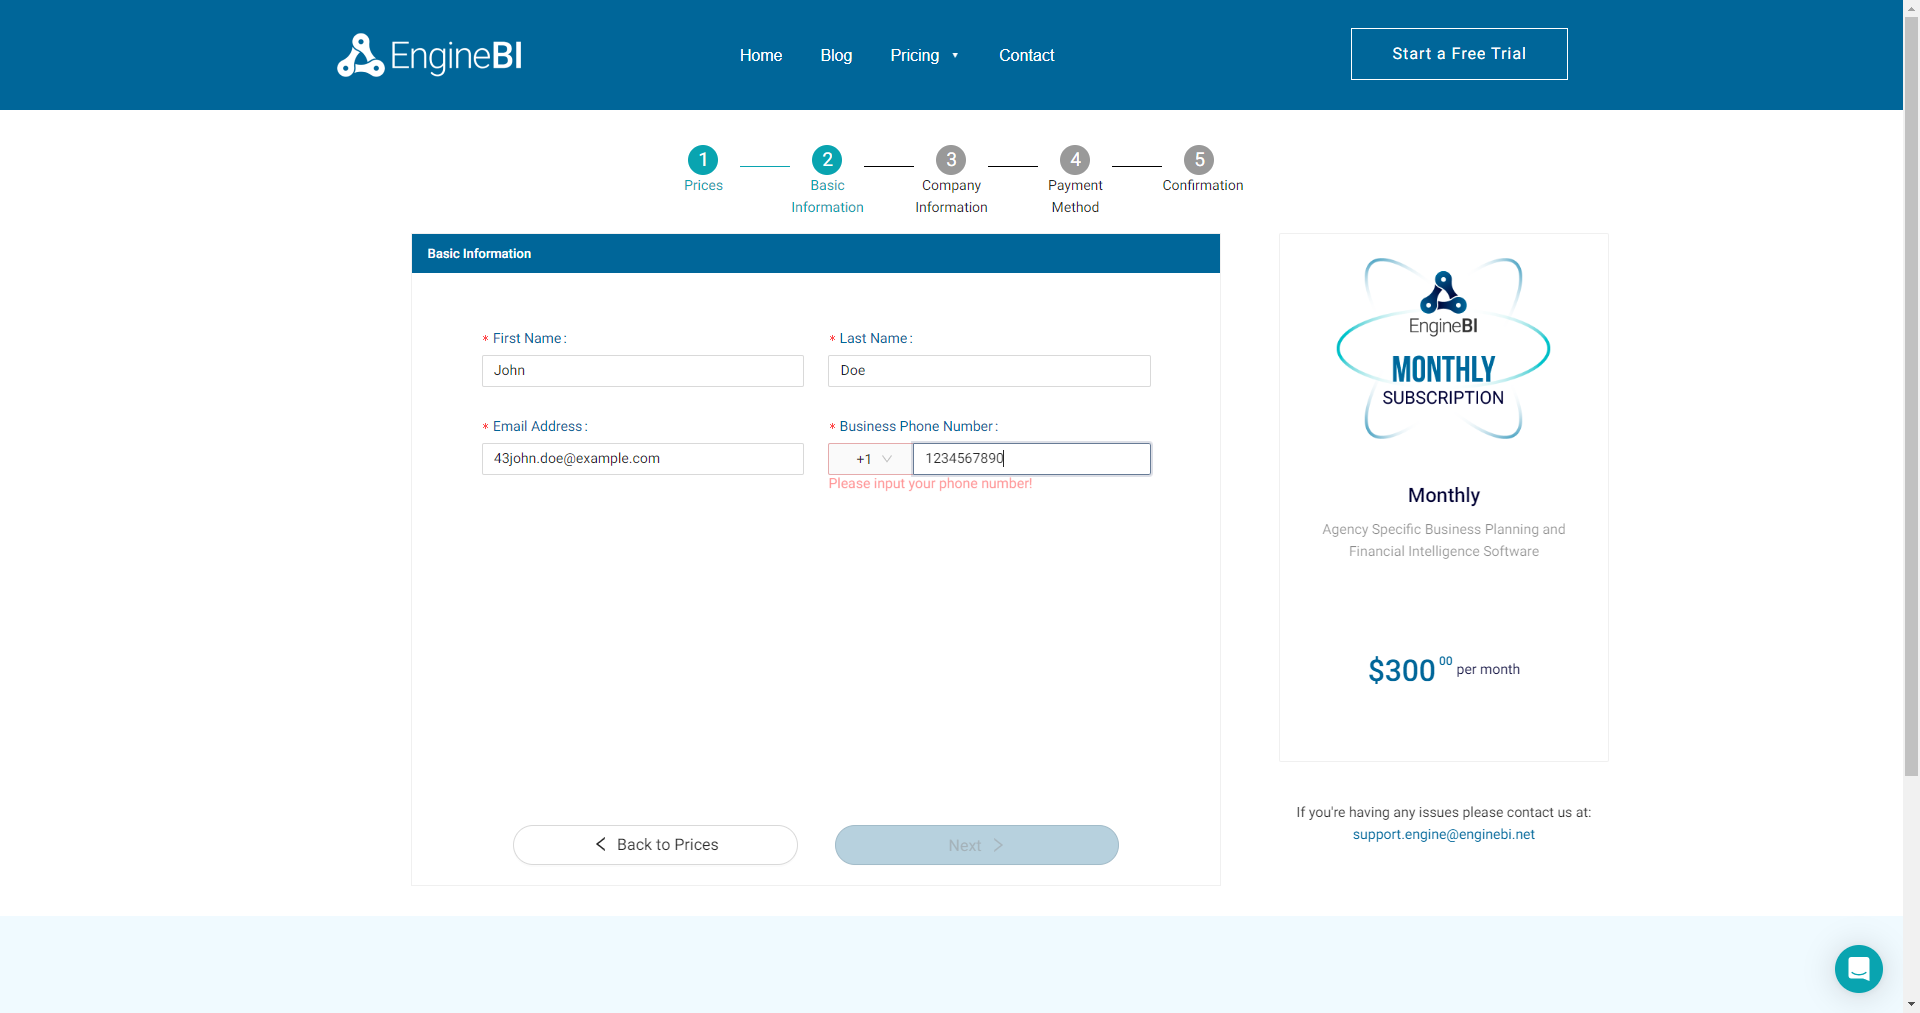 EngineBI
Home
Blog
Pricing
Contact
Start a Free Trial
1
Prices
2
Basic
Information
3
Company
Information
4
Payment
Method
5
Confirmation
Basic Information
* First Name :
John
* Last Name :
Doe
* Email Address :
43john.doe@example.com
* Business Phone Number :
+1
1234567890
Please input your phone number!
Back to Prices
Next
EngineBI
MONTHLY
SUBSCRIPTION
Monthly
Agency Specific Business Planning and
Financial Intelligence Software
$300 00 per month
If you're having any issues please contact us at:
support.engine@enginebi.net